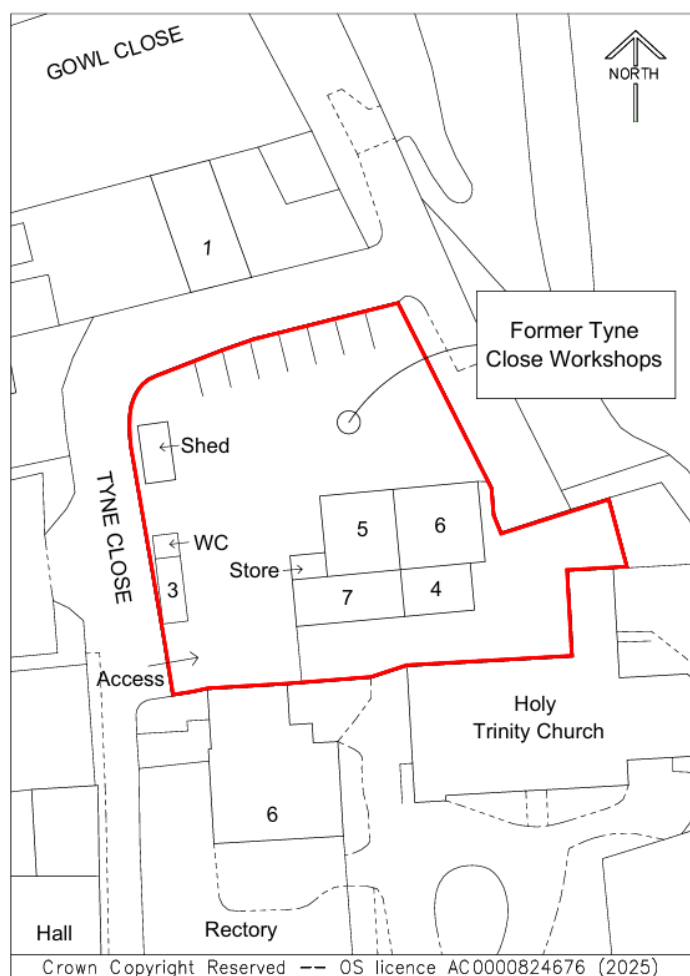 GOWL CLOSE
NORTH
1
Former Tyne
Close Workshops
Shed
TYNE CLOSE
5
6
WC
Store
3
7
4
Access
Holy
Trinity Church
6
Hall
Rectory
Crown Copyright Reserved -- OS licence AC0000824676 (2025)